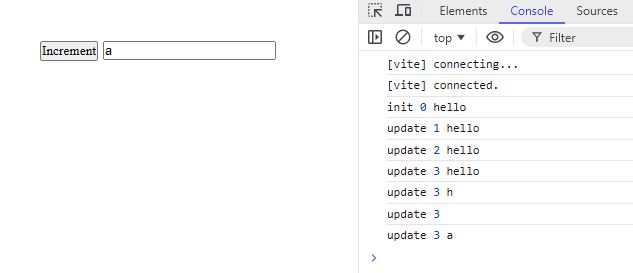 Increment a
Elements Console Sources
top Filter
[vite] connecting...
[vite] connected.
init 0 hello
update 1 hello
update 2 hello
update 3 hello
update 3 h
update 3
update 3 a